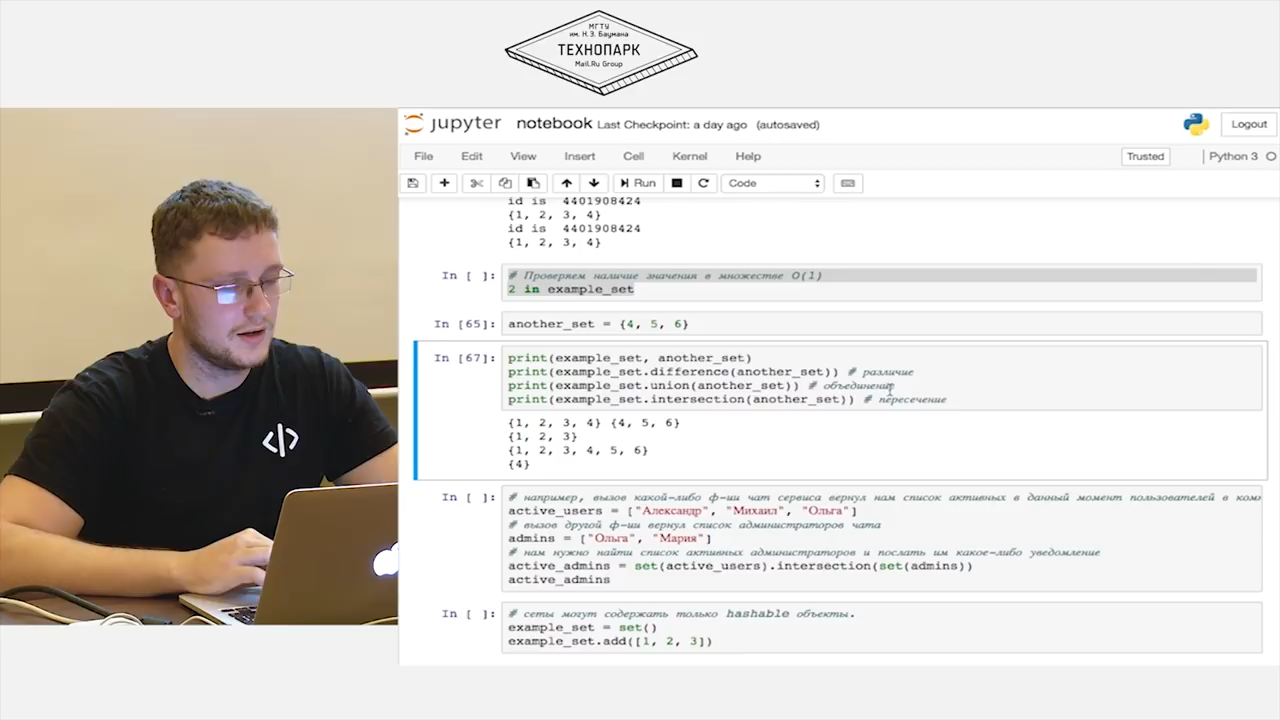 МГТУ
им. Н.Э. Баумана
ТЕХНОПАРК
Mail.Ru Group
jupyter notebook Last Checkpoint: a day ago (autosaved)
Logout
File Edit View Insert Cell Kernel Help
Trusted
Python 3
Run
Code
id is 4401908424
{1, 2, 3, 4}
id is 4401908424
{1, 2, 3, 4}
In [ ]:
# Проверяем наличие значения в множестве O(1)
2 in example_set
In [65]:
another_set = {4, 5, 6}
In [67]:
print(example_set, another_set)
print(example_set.difference(another_set)) # различие
print(example_set.union(another_set)) # объединение
print(example_set.intersection(another_set)) # пересечение
{1, 2, 3, 4} {4, 5, 6}
{1, 2, 3}
{1, 2, 3, 4, 5, 6}
{4}
In [ ]:
# например, вызов какой-либо ф-ии чат сервиса вернул нам список активных в данный момент пользователей в ком
active_users = ["Александр", "Михаил", "Ольга"]
# вызов другой ф-ии вернул список администраторов чата
admins = ["Ольга", "Мария"]
# нам нужно найти список активных администраторов и послать им какое-либо уведомление
active_admins = set(active_users).intersection(set(admins))
active_admins
In [ ]:
# сеты могут содержать только hashable объекты.
example_set = set()
example_set.add([1, 2, 3])